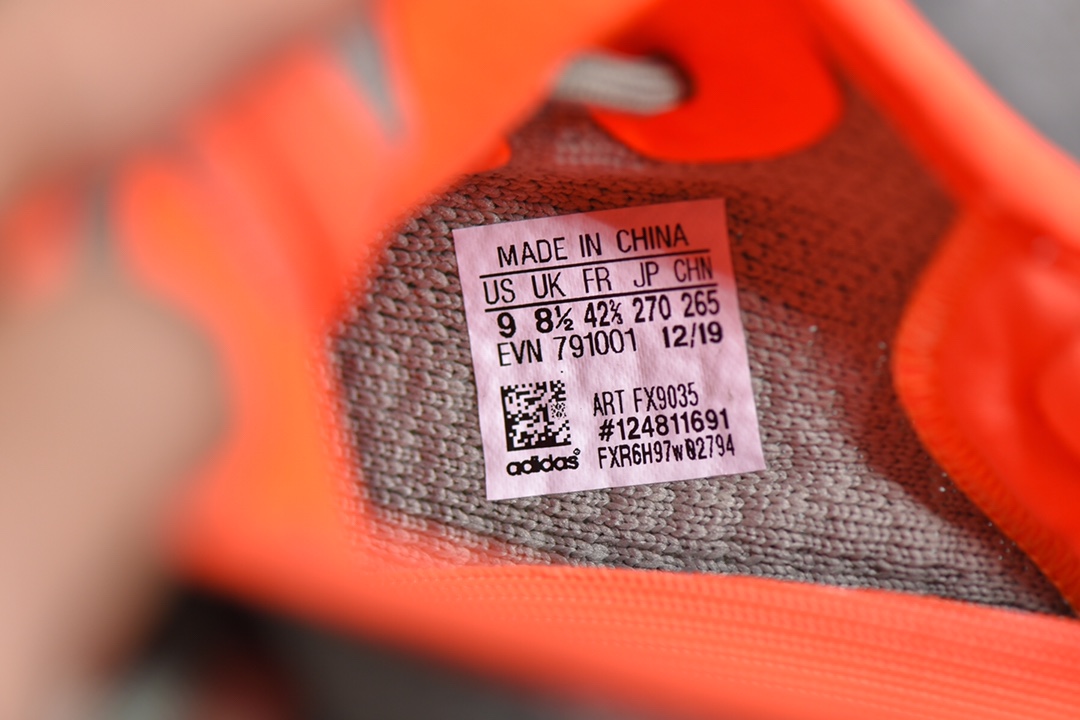 MADE IN CHINA
US UK FR JP CHN
9 8½ 42⅔ 270 265
EVN 791001 12/19
ART FX9035
#124811691
FXR6H97w02794
adidas